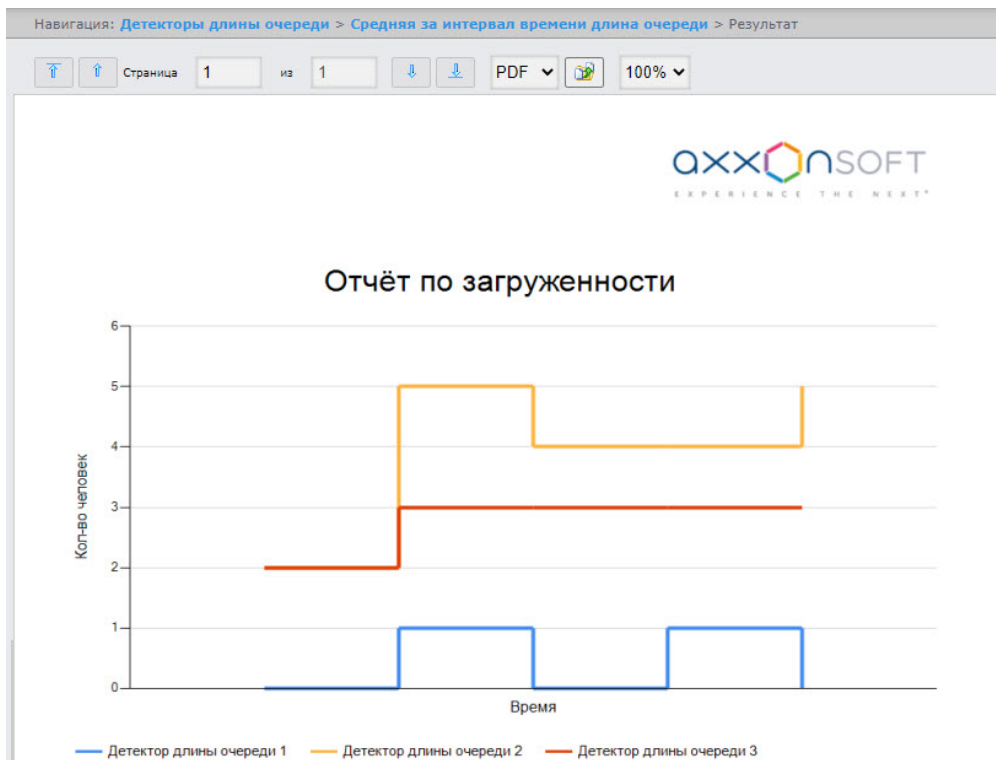 Навигация: Детекторы длины очереди > Средняя за интервал времени длина очереди > Результат
Страница 1 из 1 PDF 100%
axxonsoft
EXPERIENCE THE NEXT
Отчёт по загруженности
6
5
4
3
2
1
0
Кол-во человек
Время
Детектор длины очереди 1 Детектор длины очереди 2 Детектор длины очереди 3